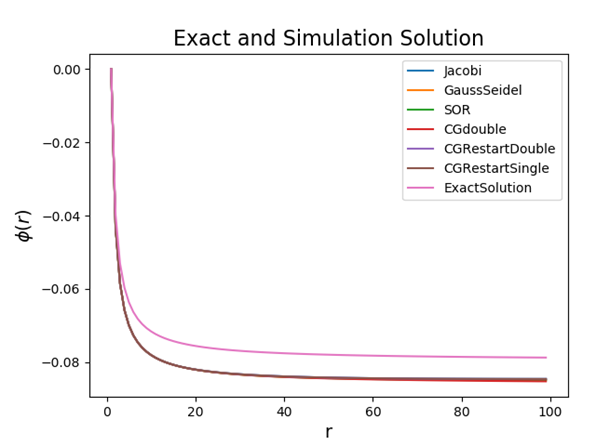 Exact and Simulation Solution
Jacobi
GaussSeidel
SOR
CGdouble
CGRestartDouble
CGRestartSingle
ExactSolution
0.00
−0.02
−0.04
−0.06
−0.08
ϕ(r)
0 20 40 60 80 100
r